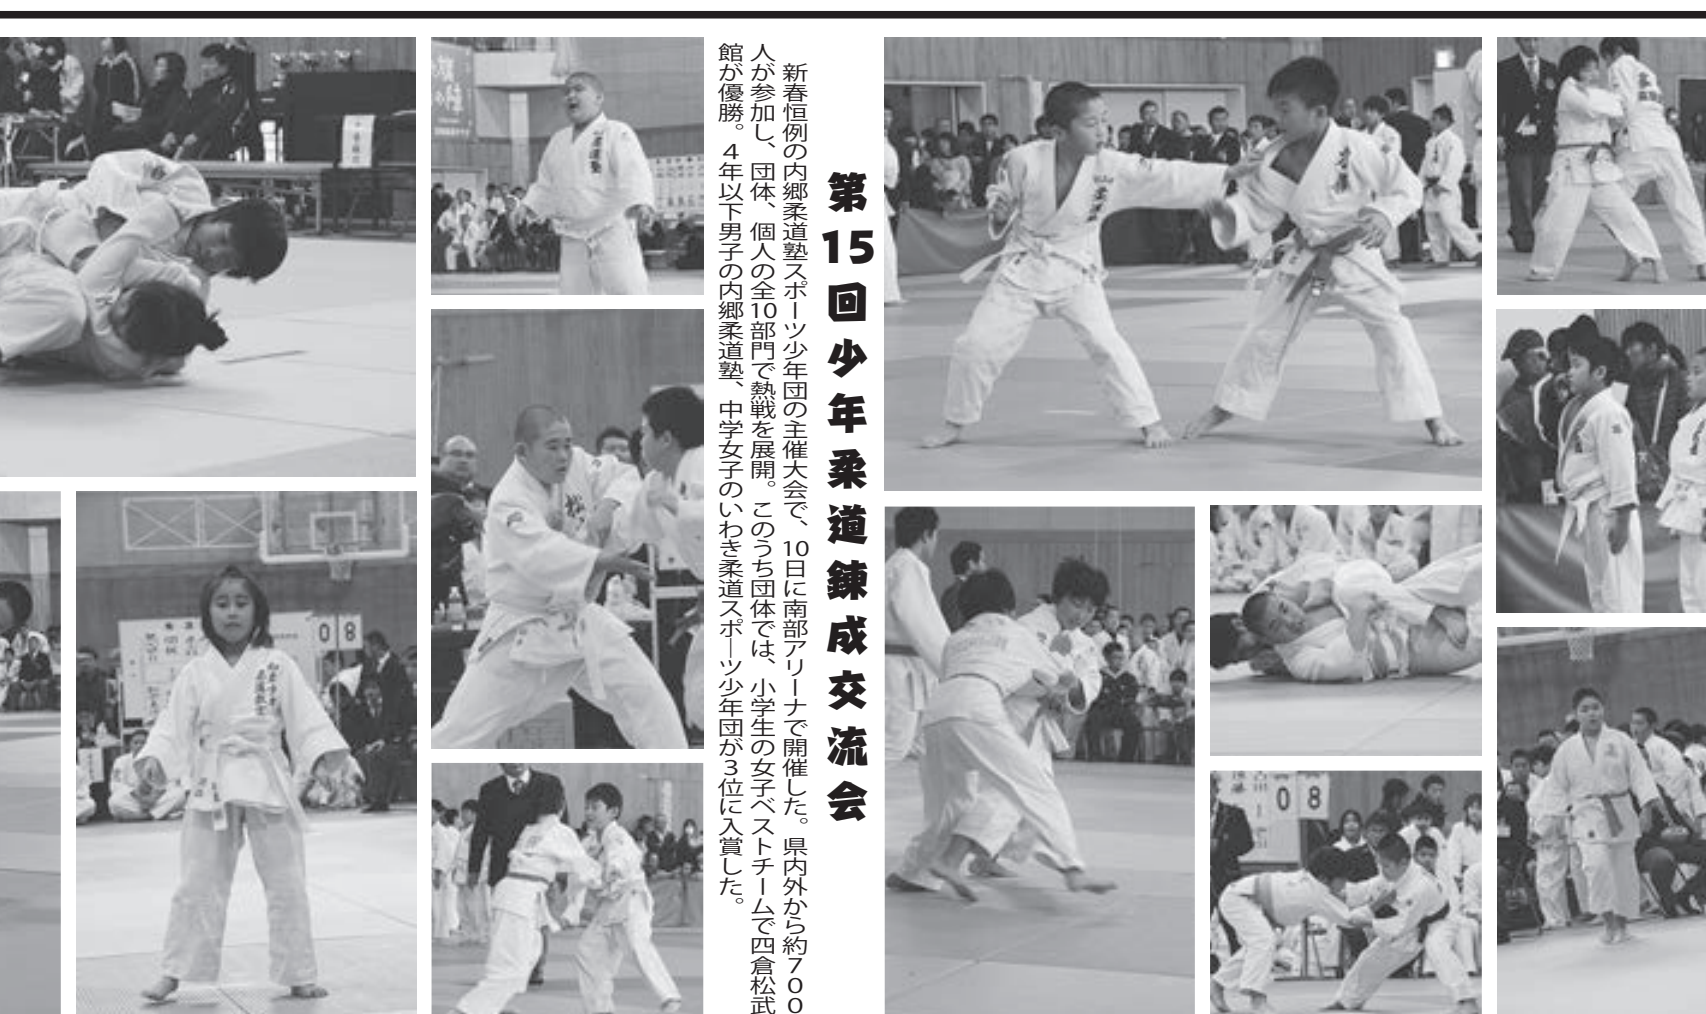 第15回少年柔道錬成交流会
新春恒例の内郷柔道塾スポーツ少年団の主催大会で、10日に南部アリーナで開催した。県内外から約700
人が参加し、団体、個人の全10部門で熱戦を展開。このうち団体では、小学生の女子ベストチームで四倉松武
館が優勝。4年以下男子の内郷柔道塾、中学女子のいわき柔道スポーツ少年団が3位に入賞した。
08
08